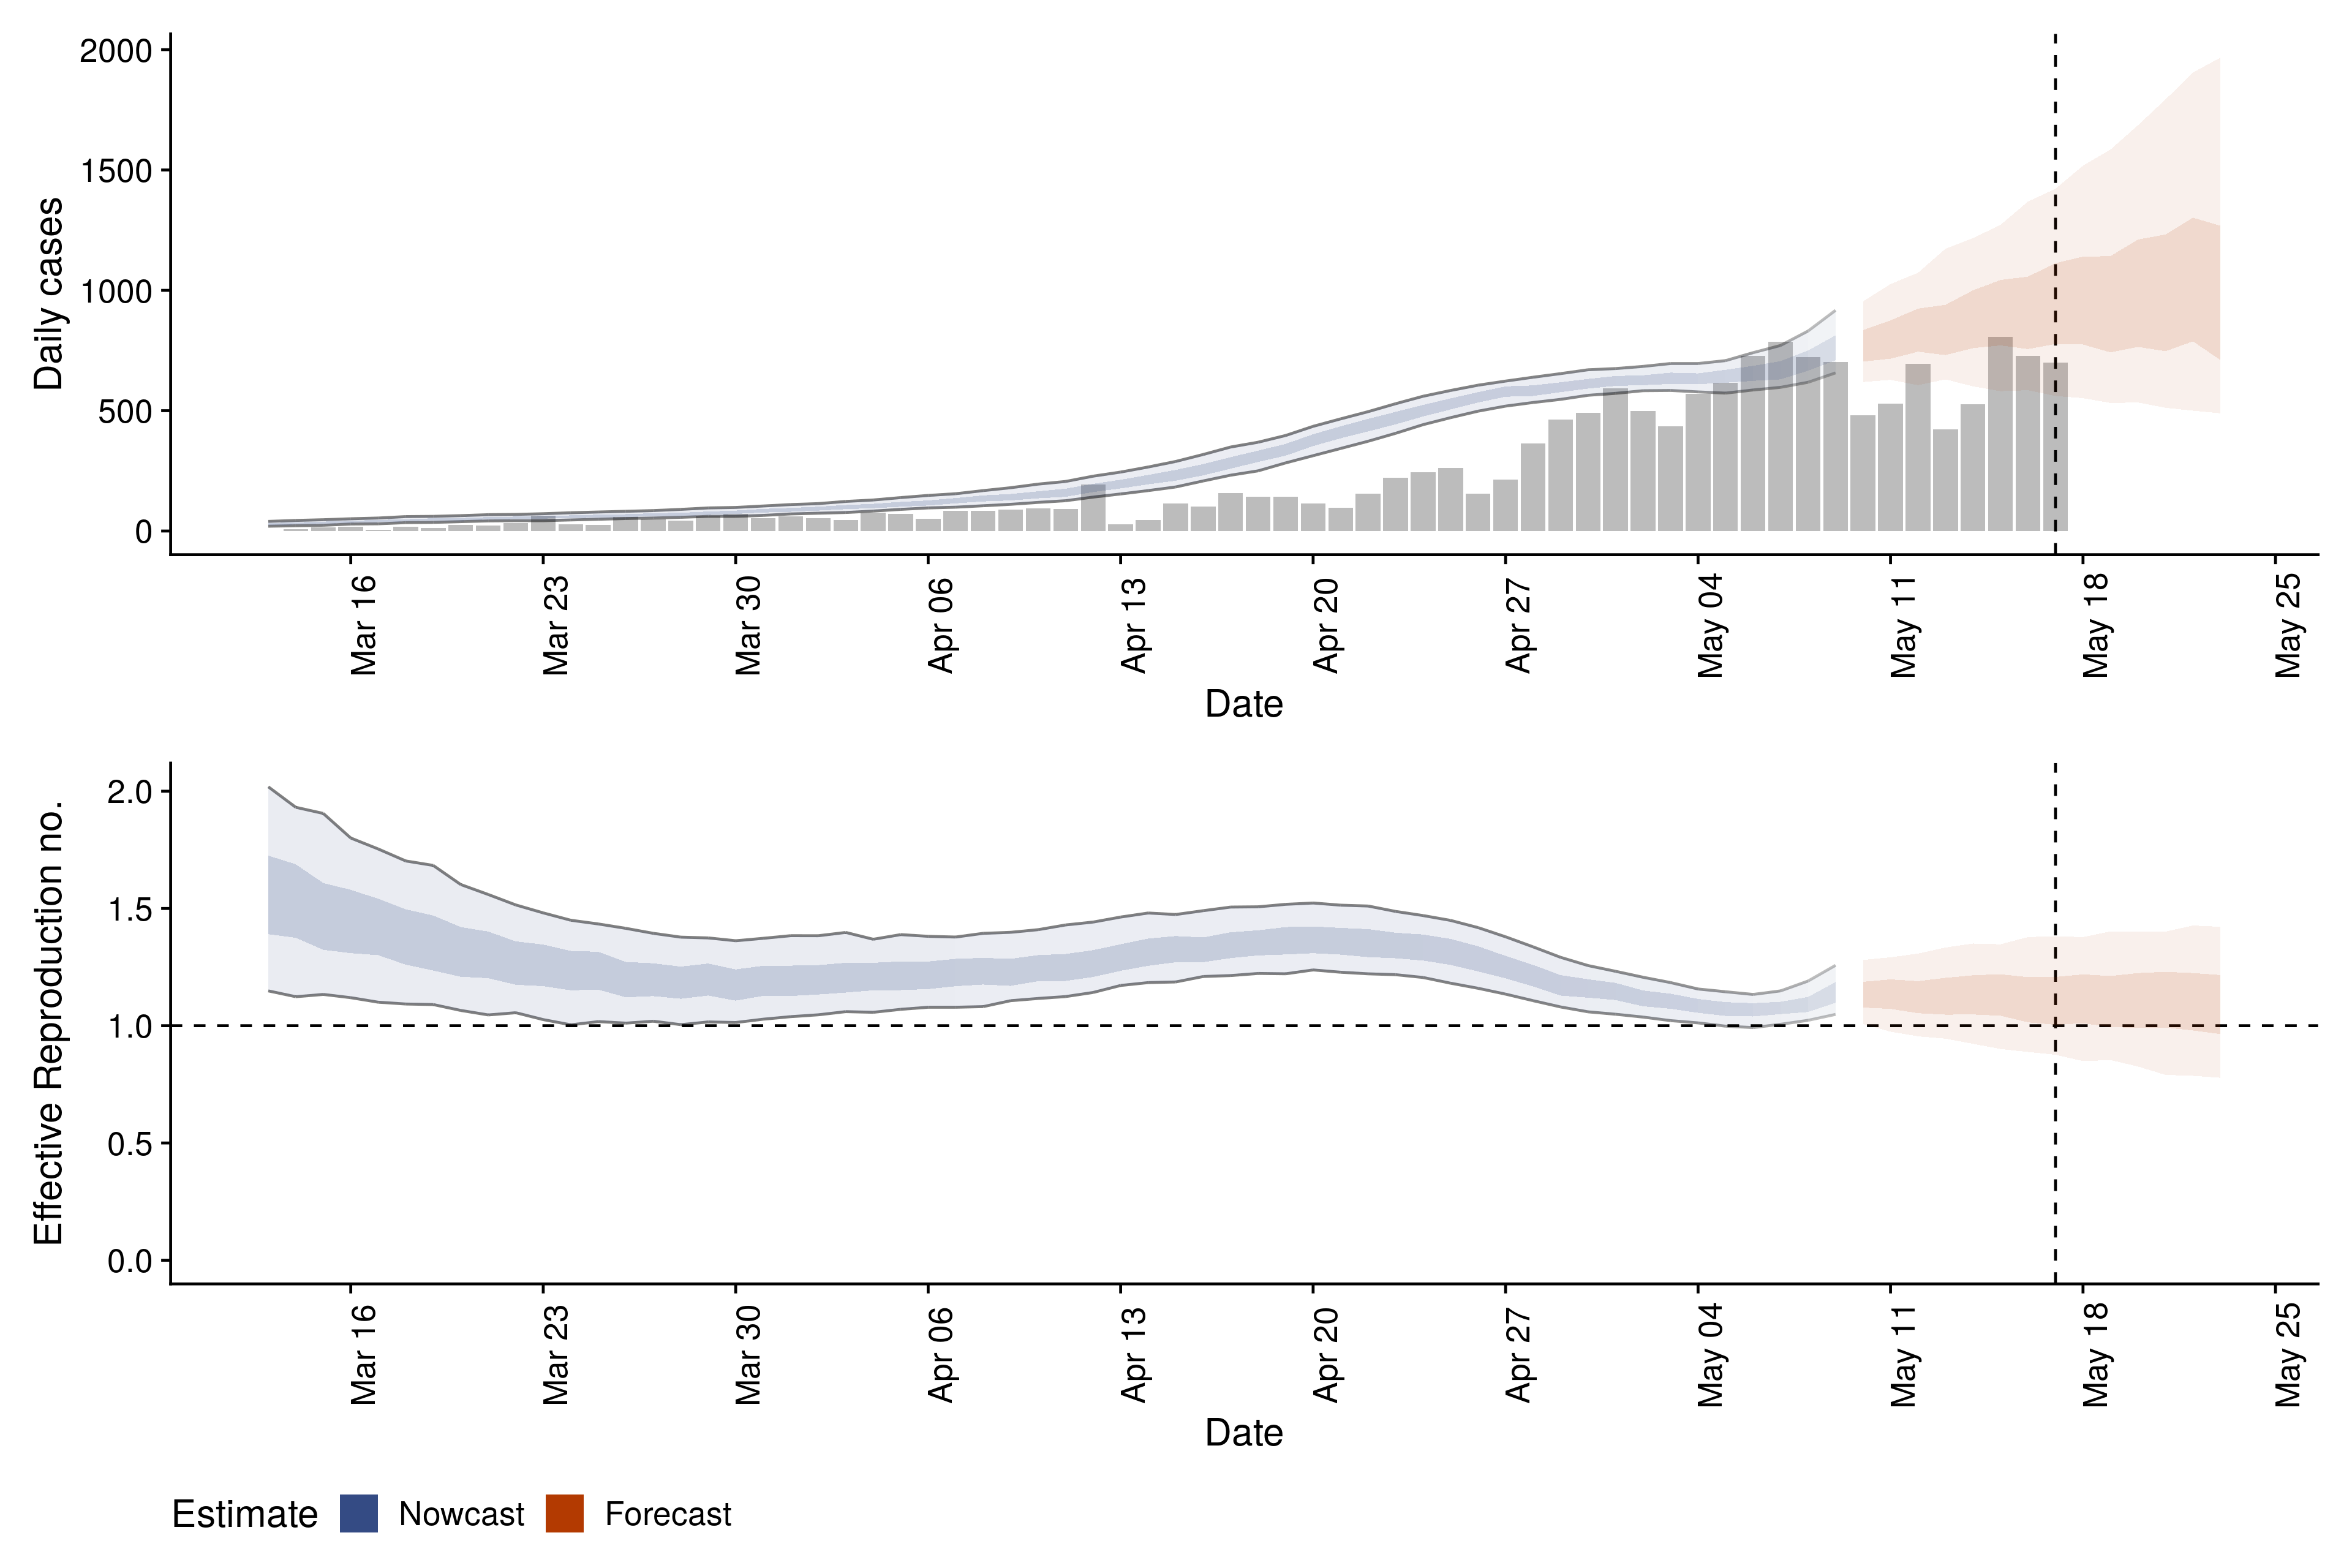 Daily cases
2000
1500
1000
500
0
Mar 16
Mar 23
Mar 30
Apr 06
Apr 13
Apr 20
Apr 27
May 04
May 11
May 18
May 25
Date
Effective Reproduction no.
2.0
1.5
1.0
0.5
0.0
Mar 16
Mar 23
Mar 30
Apr 06
Apr 13
Apr 20
Apr 27
May 04
May 11
May 18
May 25
Date
Estimate Nowcast Forecast